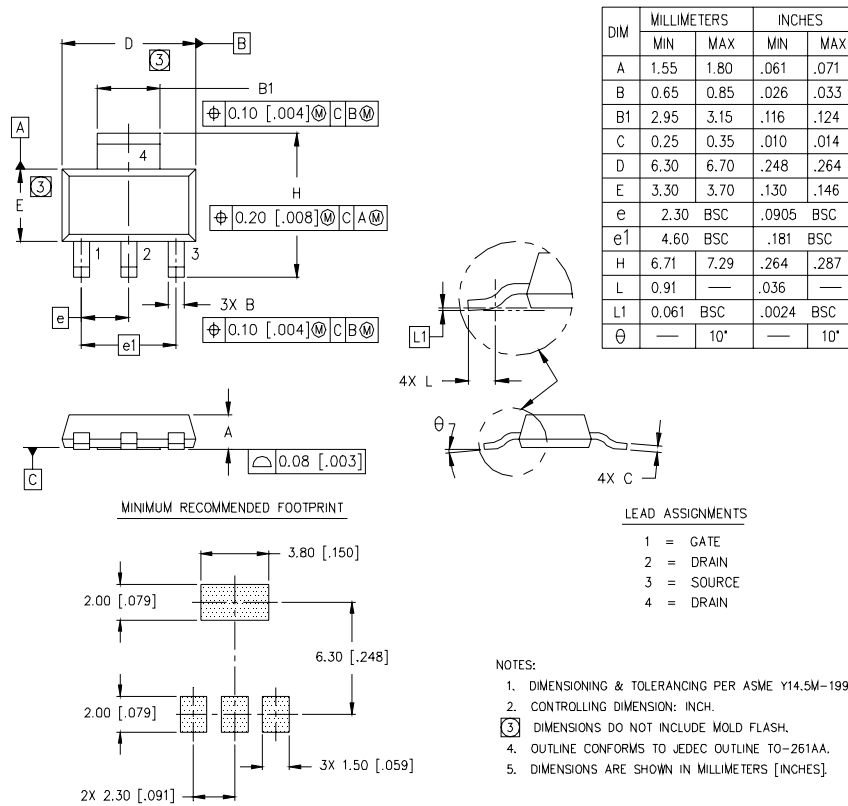 D
B
3
B1
⌖ 0.10 [.004]Ⓜ C BⓂ
A
4
3
E
H
⌖ 0.20 [.008]Ⓜ C AⓂ
1 2 3
3X B
e
⌖ 0.10 [.004]Ⓜ C BⓂ
e1
L1
4X L
DIM MILLIMETERS INCHES
MIN MAX MIN MAX
A 1.55 1.80 .061 .071
B 0.65 0.85 .026 .033
B1 2.95 3.15 .116 .124
C 0.25 0.35 .010 .014
D 6.30 6.70 .248 .264
E 3.30 3.70 .130 .146
e 2.30 BSC .0905 BSC
e1 4.60 BSC .181 BSC
H 6.71 7.29 .264 .287
L 0.91 — .036 —
L1 0.061 BSC .0024 BSC
θ — 10° — 10°
A
C
⌓ 0.08 [.003]
θ
4X C
MINIMUM RECOMMENDED FOOTPRINT
3.80 [.150]
2.00 [.079]
6.30 [.248]
2.00 [.079]
3X 1.50 [.059]
2X 2.30 [.091]
LEAD ASSIGNMENTS
1 = GATE
2 = DRAIN
3 = SOURCE
4 = DRAIN
NOTES:
1. DIMENSIONING & TOLERANCING PER ASME Y14.5M-199
2. CONTROLLING DIMENSION: INCH.
3 DIMENSIONS DO NOT INCLUDE MOLD FLASH.
4. OUTLINE CONFORMS TO JEDEC OUTLINE TO-261AA.
5. DIMENSIONS ARE SHOWN IN MILLIMETERS [INCHES].